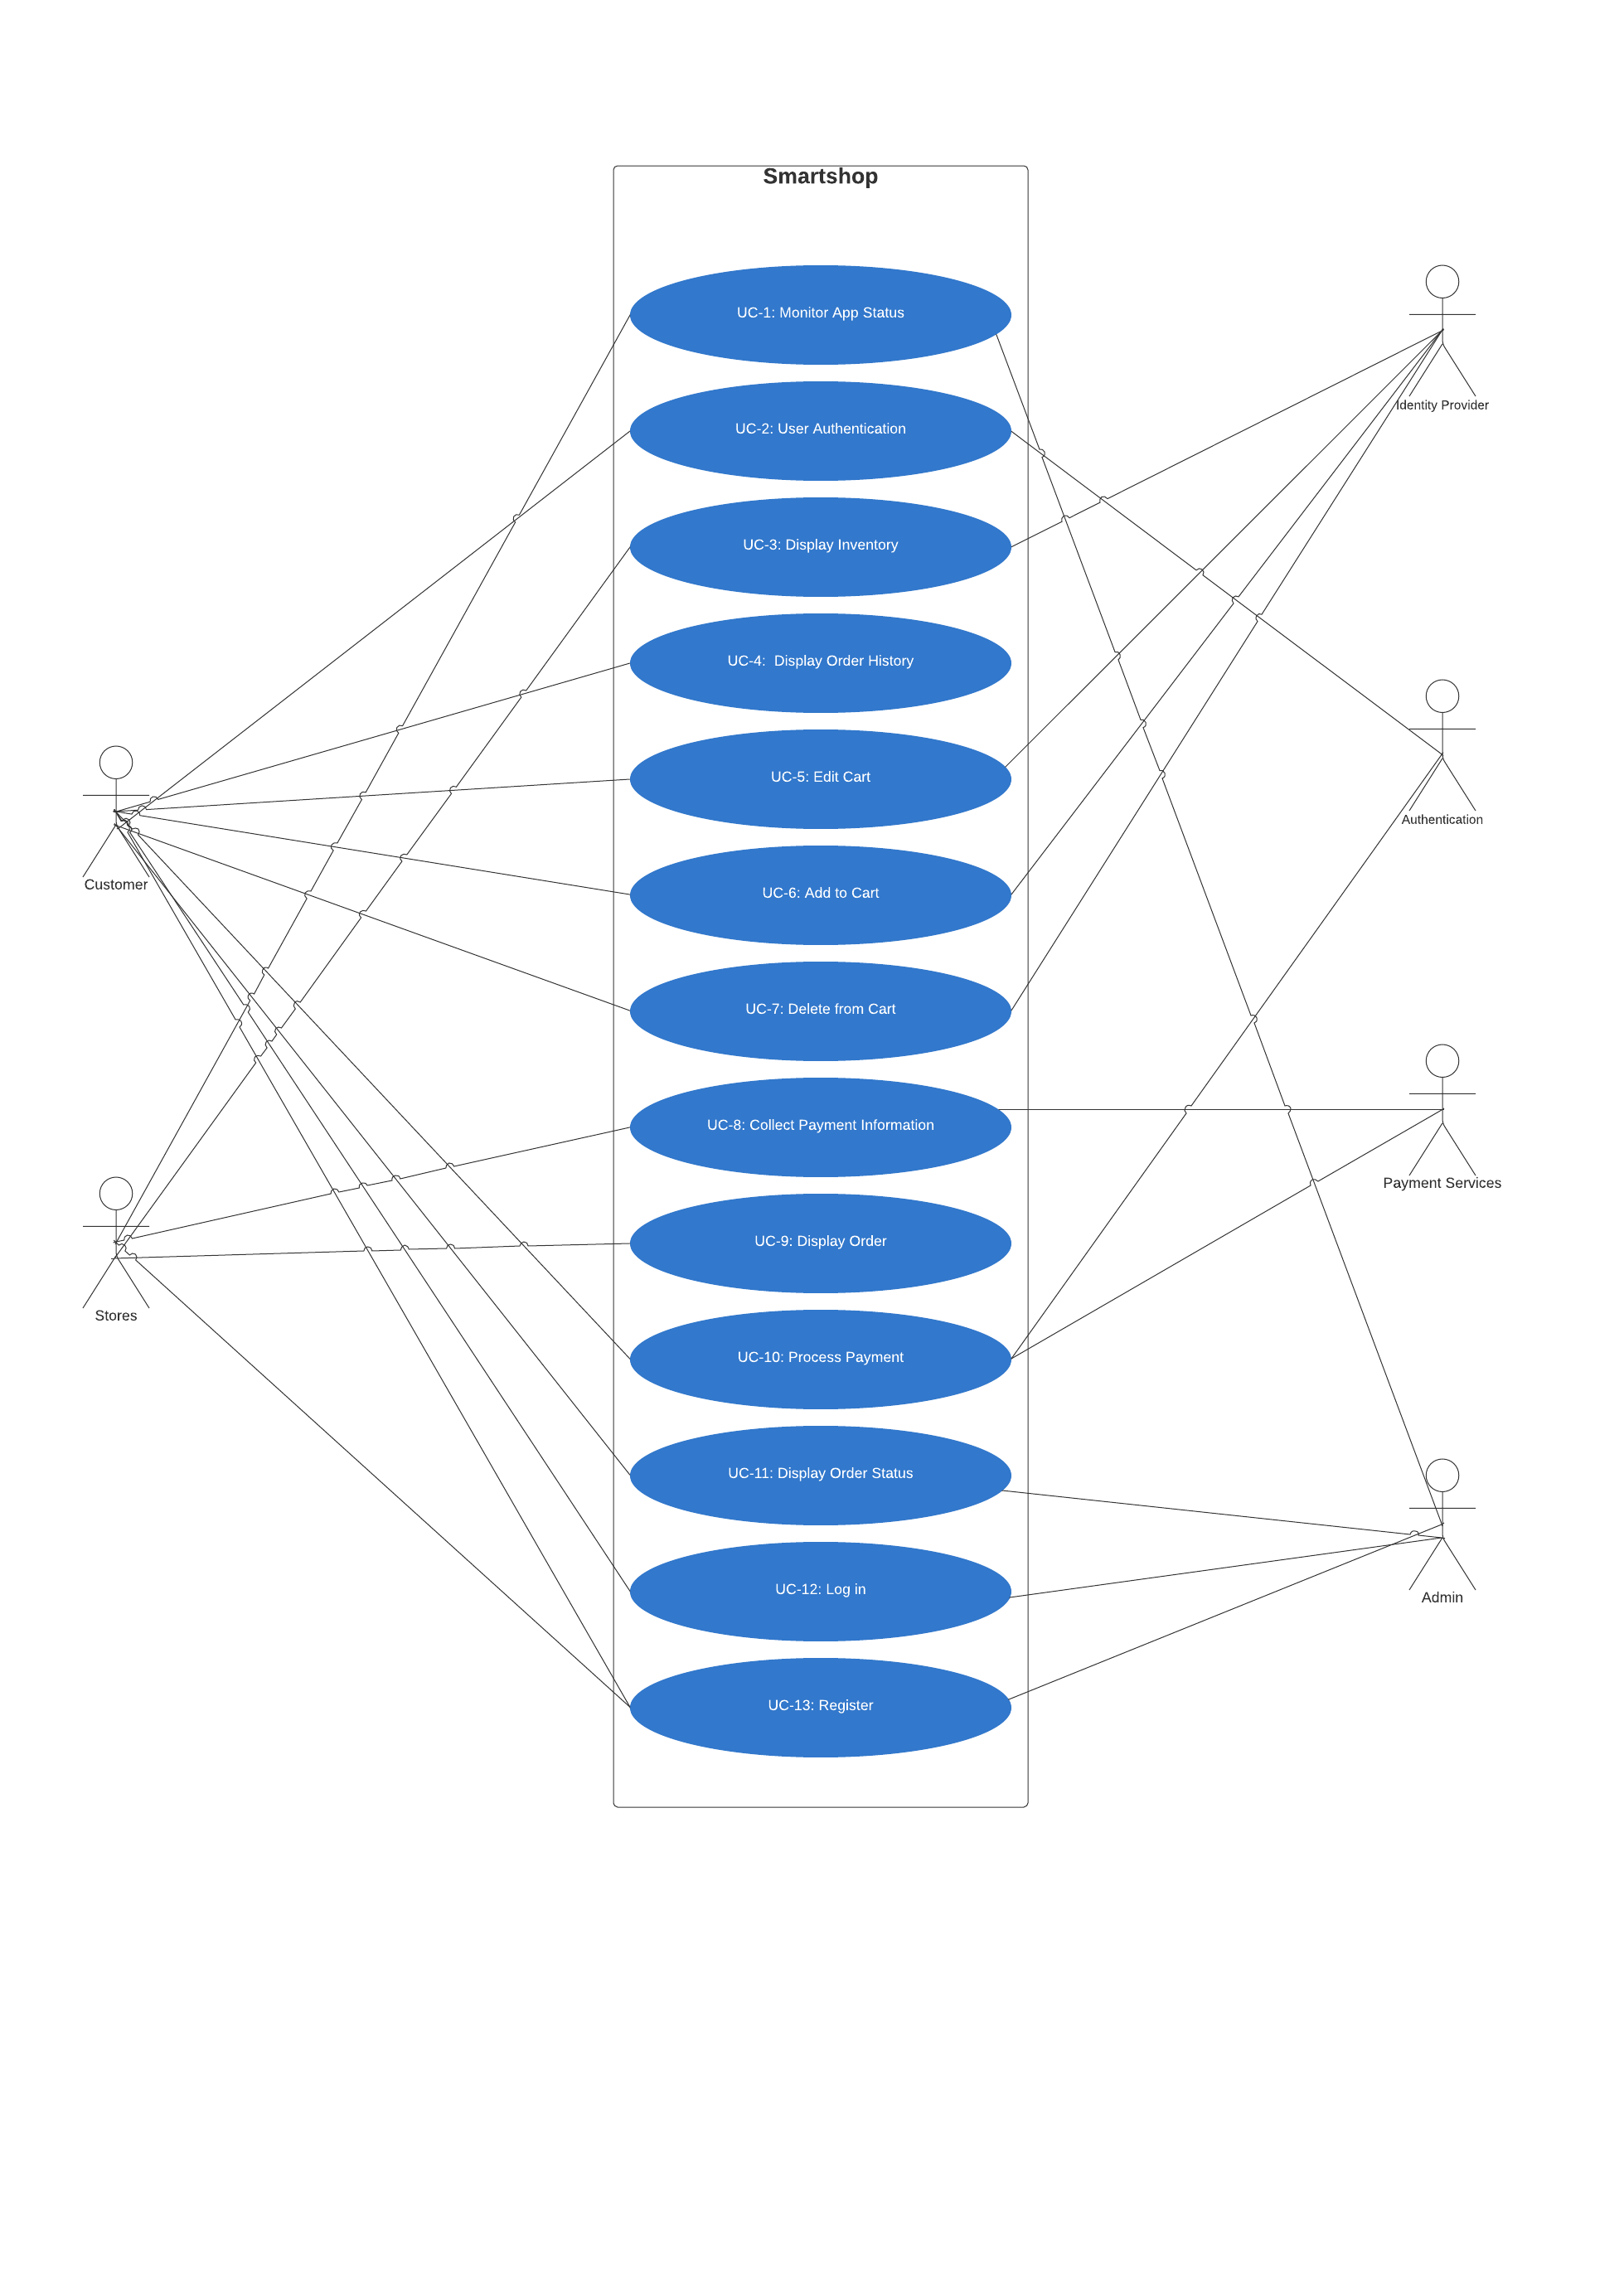 Smartshop
UC-1: Monitor App Status
UC-2: User Authentication
UC-3: Display Inventory
UC-4:  Display Order History
UC-5: Edit Cart
UC-6: Add to Cart
UC-7: Delete from Cart
UC-8: Collect Payment Information
UC-9: Display Order
UC-10: Process Payment
UC-11: Display Order Status
UC-12: Log in
UC-13: Register
Customer
Stores
Identity Provider
Authentication
Payment Services
Admin